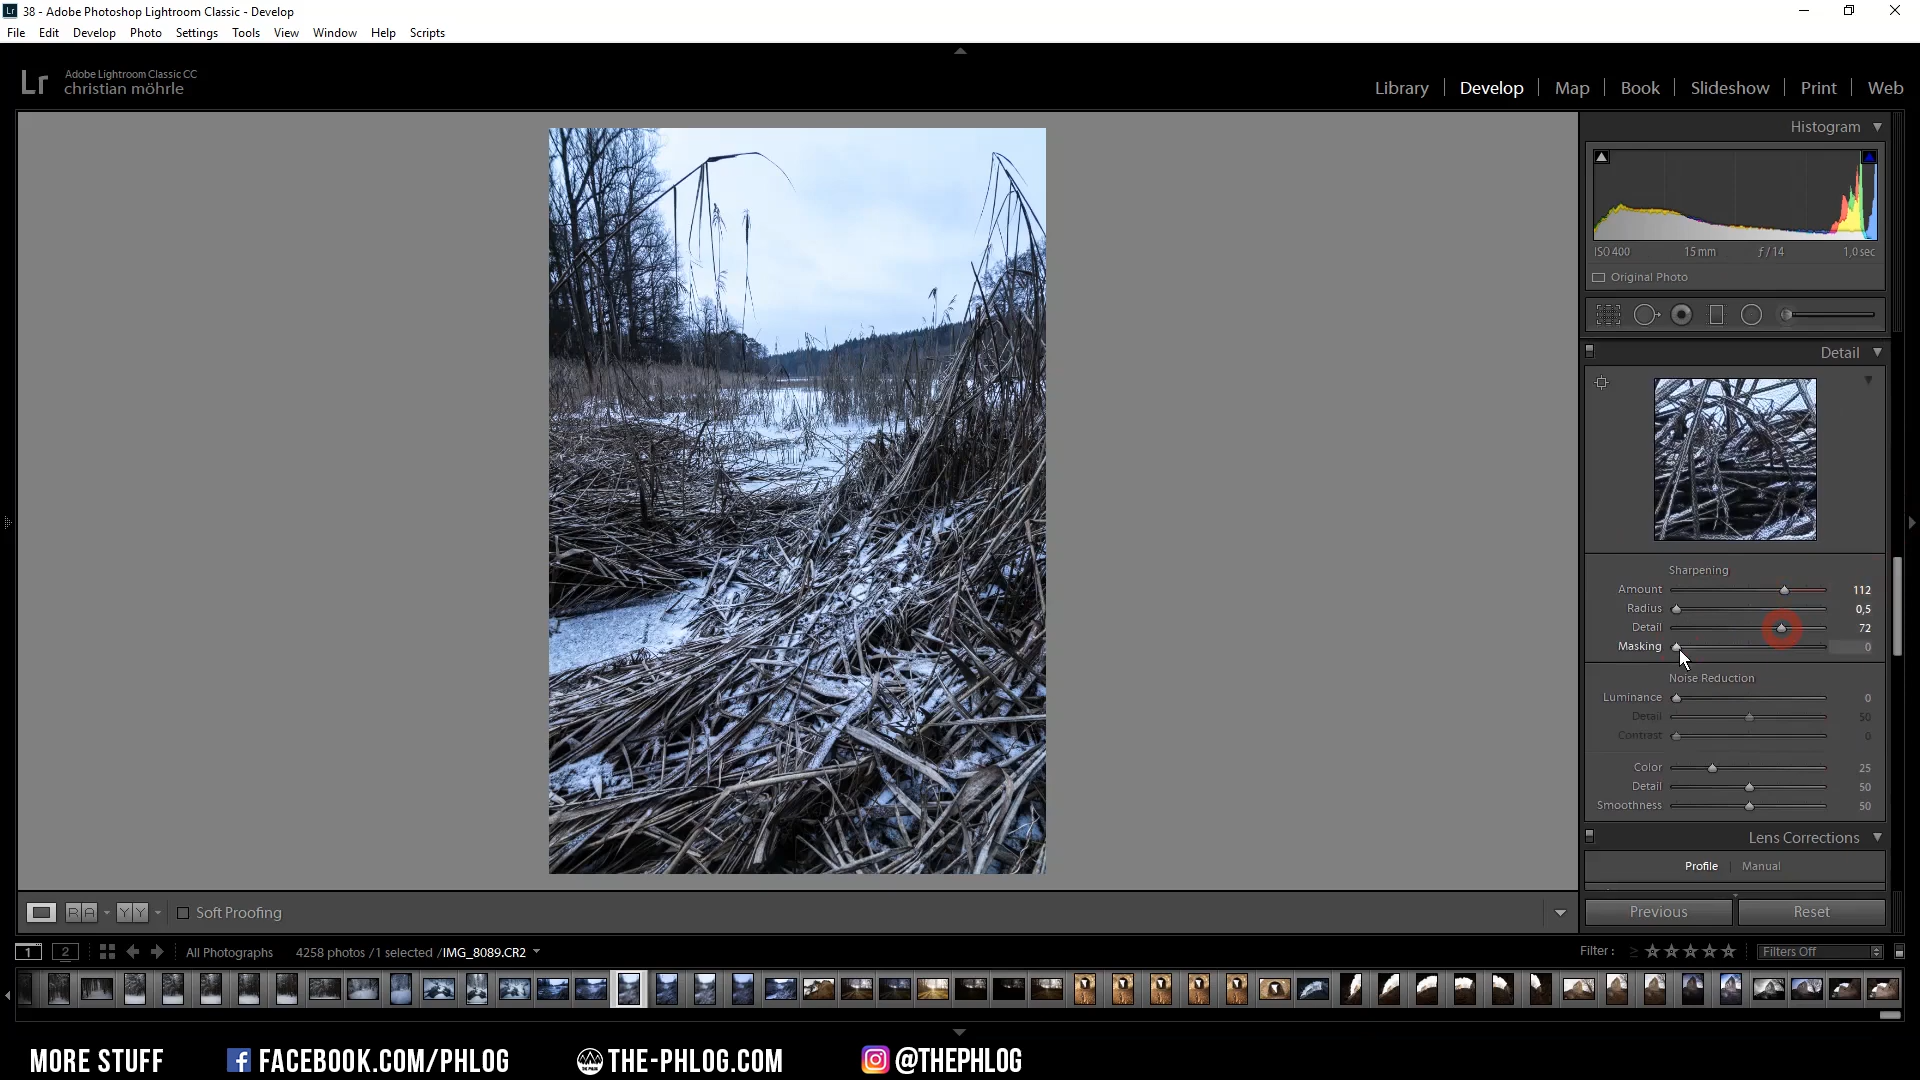 Lr 38 - Adobe Photoshop Lightroom Classic - Develop
File Edit Develop Photo Settings Tools View Window Help Scripts
Lr Adobe Lightroom Classic CC
christian möhrle
Library Develop Map Book Slideshow Print Web
Histogram
ISO 400 15 mm ƒ / 14 1,0 sec
Original Photo
Detail
Sharpening
Amount 112
Radius 0,5
Detail 72
Masking 0
Noise Reduction
Luminance 0
Detail 50
Contrast 0
Color 25
Detail 50
Smoothness 50
Lens Corrections
Profile Manual
R A Y Y Soft Proofing
Previous Reset
1 2 All Photographs 4258 photos / 1 selected / IMG_8089.CR2
Filter : ≥ Filters Off
MORE STUFF FACEBOOK.COM/PHLOG THE-PHLOG.COM @THEPHLOG